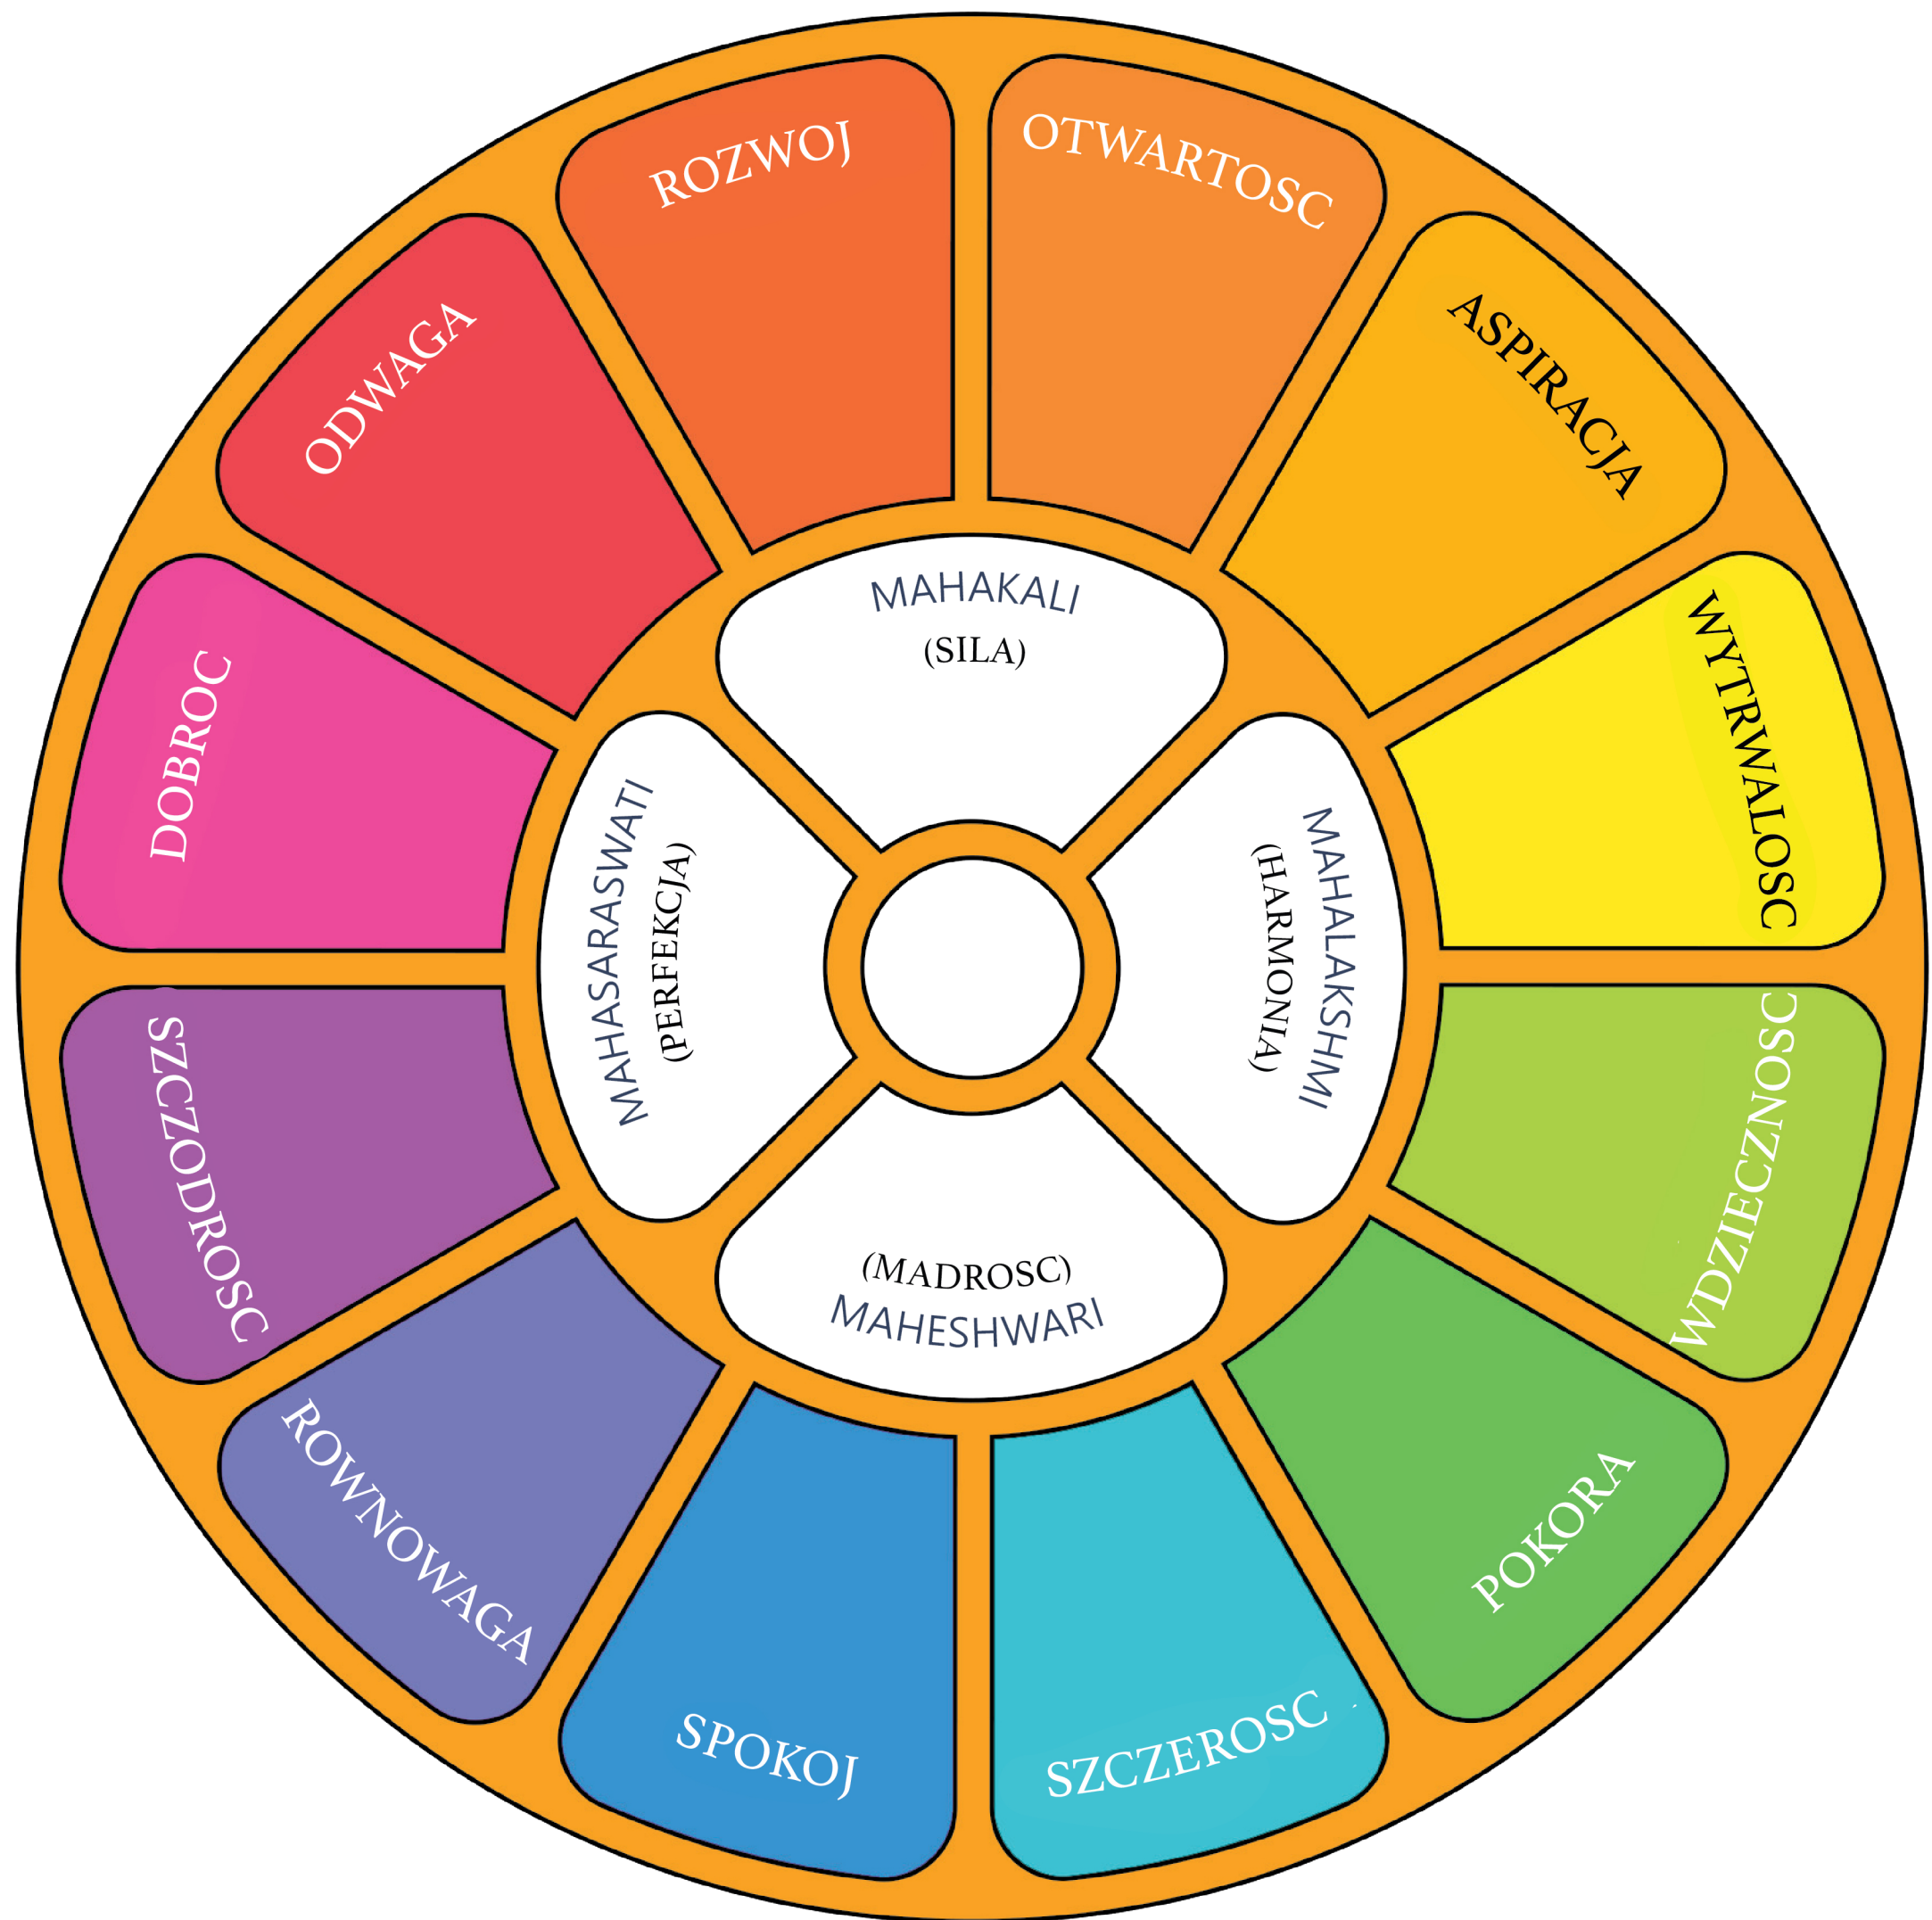 ROZWOJ
OTWARTOSC
ASPIRACJA
WYTRWALOSC
WDZIECZNOSC
POKORA
SZCZEROSC
SPOKOJ
ROWNOWAGA
SZCZODROSC
DOBROC
ODWAGA
MAHAKALI
(SILA)
MAHALAKSHMI
(HARMONIA)
(MADROSC)
MAHESHWARI
MAHASARASWATI
(PERFEKCJA)